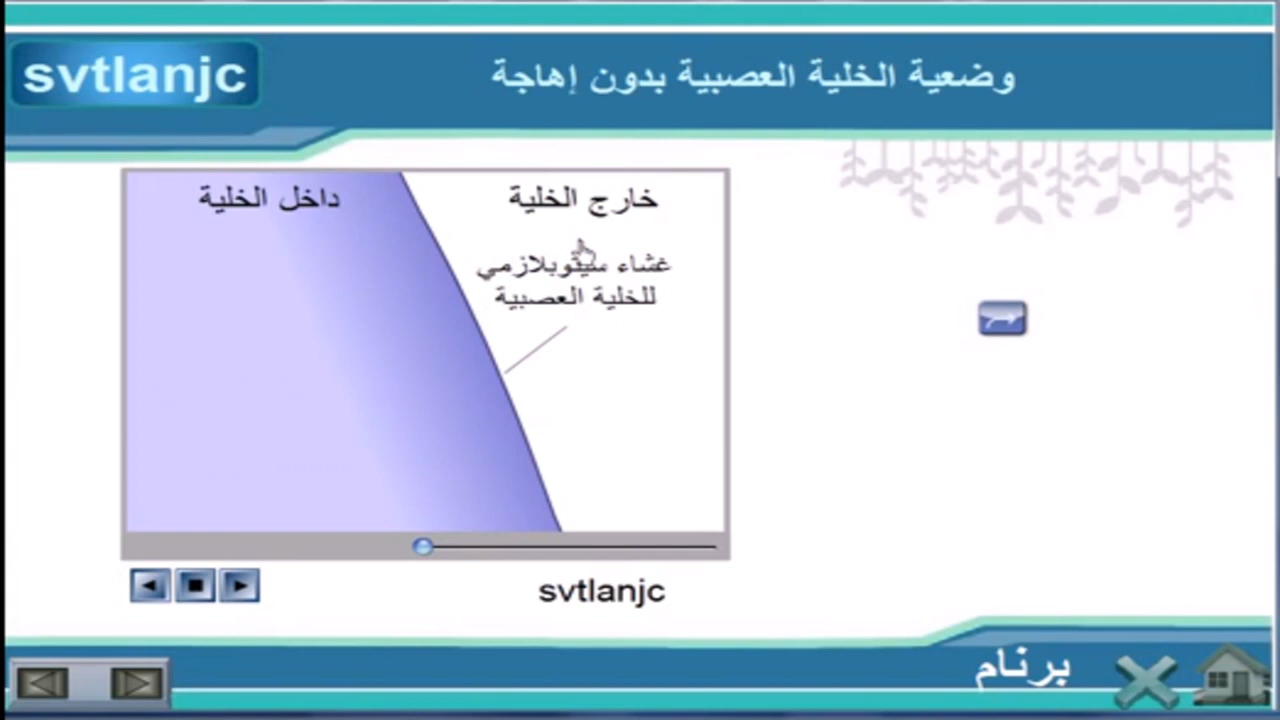 svtlanjc
وضعية الخلية العصبية بدون إهاجة
خارج الخلية
داخل الخلية
غشاء سيتوبلازمي
للخلية العصبية
svtlanjc
برنام